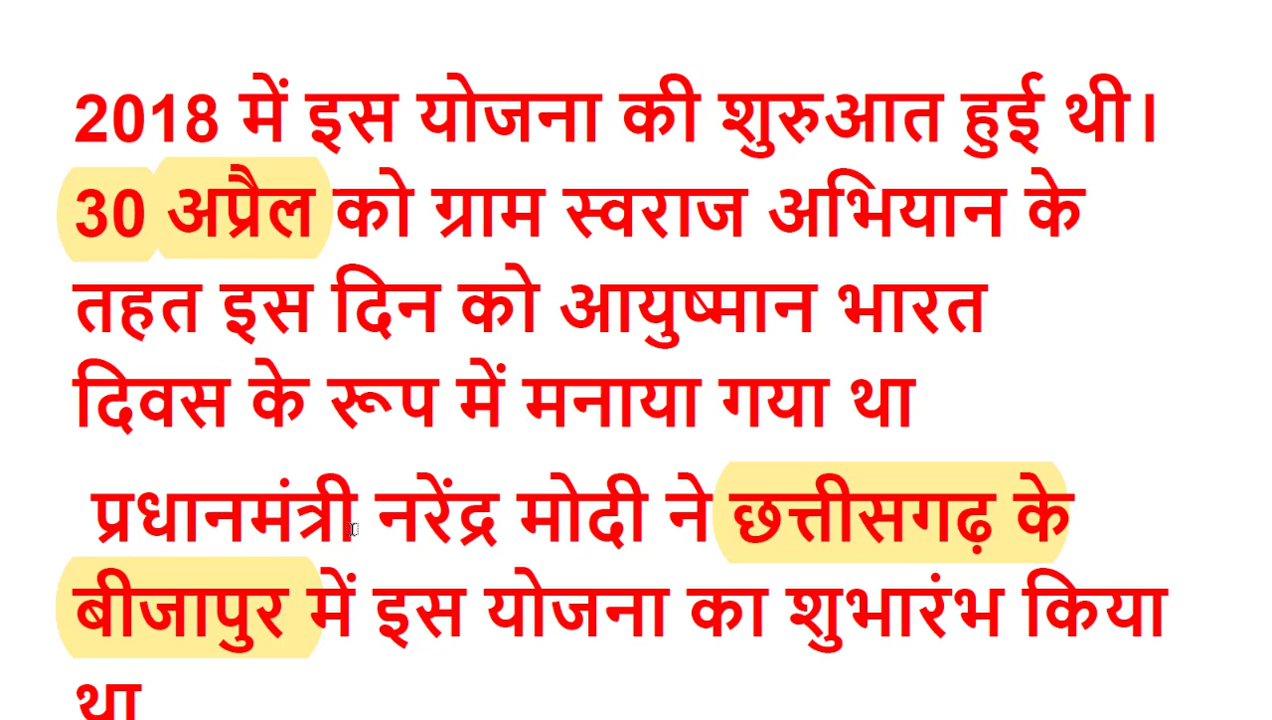 2018 में इस योजना की शुरुआत हुई थी।
30 अप्रैल को ग्राम स्वराज अभियान के
तहत इस दिन को आयुष्मान भारत
दिवस के रूप में मनाया गया था
प्रधानमंत्री नरेंद्र मोदी ने छत्तीसगढ़ के
बीजापुर में इस योजना का शुभारंभ किया
था